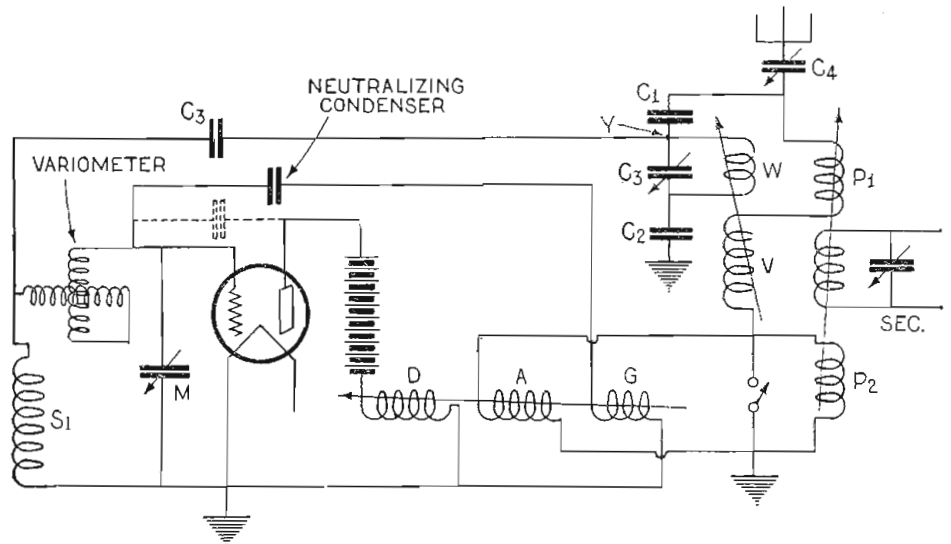 C4
NEUTRALIZING
CONDENSER
C1
C3
Y
VARIOMETER
C3
W
P1
C2
V
SEC.
M
D
A
G
P2
S1